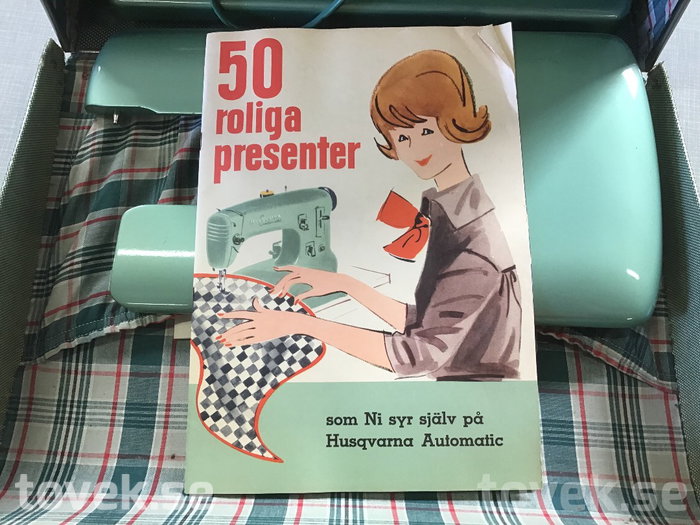 50
roliga
presenter
som Ni syr själv på
Husqvarna Automatic
tovek.se
tovek.se